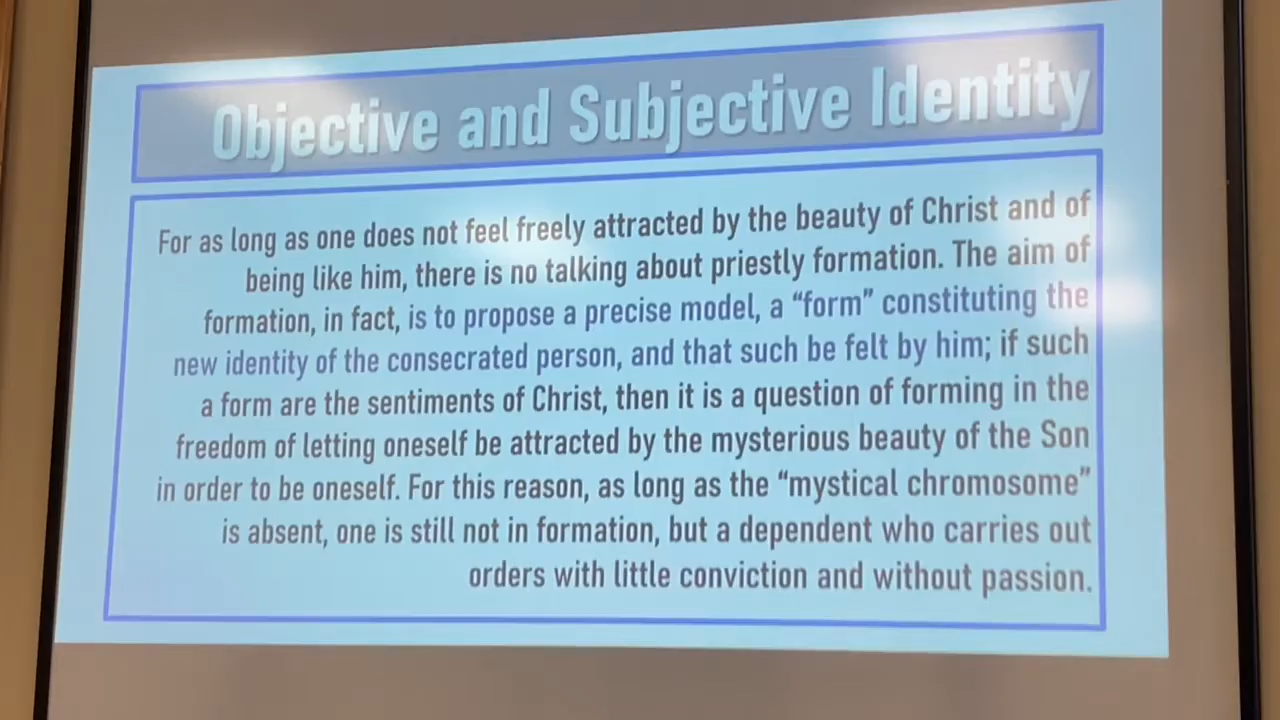 Objective and Subjective Identity
For as long as one does not feel freely attracted by the beauty of Christ and of
being like him, there is no talking about priestly formation. The aim of
formation, in fact, is to propose a precise model, a “form” constituting the
new identity of the consecrated person, and that such be felt by him; if such
a form are the sentiments of Christ, then it is a question of forming in the
freedom of letting oneself be attracted by the mysterious beauty of the Son
in order to be oneself. For this reason, as long as the “mystical chromosome”
is absent, one is still not in formation, but a dependent who carries out
orders with little conviction and without passion.